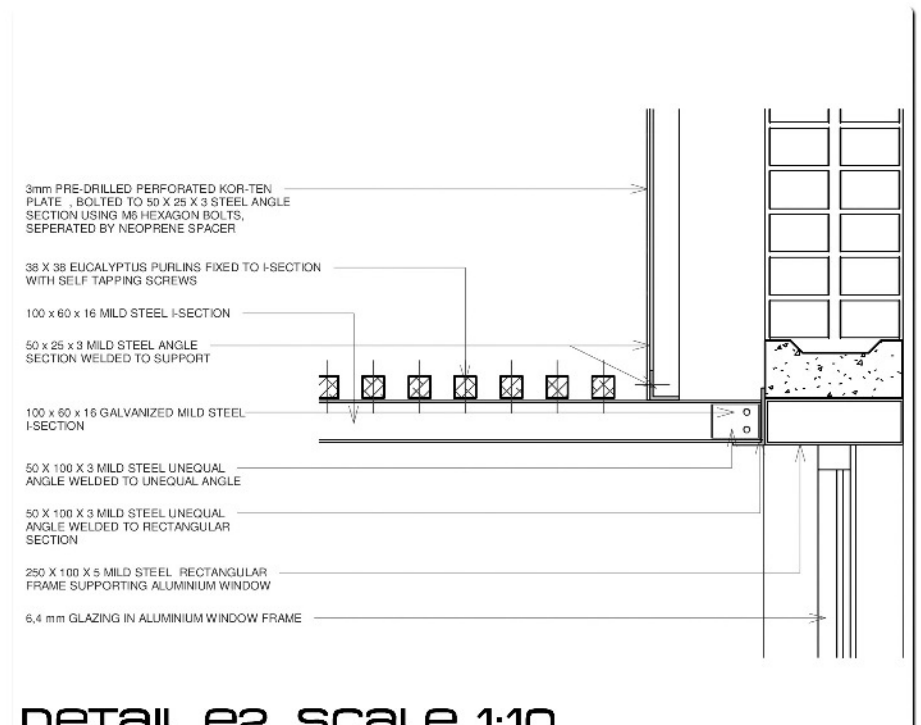 3mm PRE-DRILLED PERFORATED KOR-TEN
PLATE , BOLTED TO 50 X 25 X 3 STEEL ANGLE
SECTION USING M6 HEXAGON BOLTS,
SEPERATED BY NEOPRENE SPACER
38 X 38 EUCALYPTUS PURLINS FIXED TO I-SECTION
WITH SELF TAPPING SCREWS
100 x 60 x 16 MILD STEEL I-SECTION
50 x 25 x 3 MILD STEEL ANGLE
SECTION WELDED TO SUPPORT
100 x 60 x 16 GALVANIZED MILD STEEL
I-SECTION
50 X 100 X 3 MILD STEEL UNEQUAL
ANGLE WELDED TO UNEQUAL ANGLE
50 X 100 X 3 MILD STEEL UNEQUAL
ANGLE WELDED TO RECTANGULAR
SECTION
250 X 100 X 5 MILD STEEL RECTANGULAR
FRAME SUPPORTING ALUMINIUM WINDOW
6,4 mm GLAZING IN ALUMINIUM WINDOW FRAME
DETAIL e2 SCALE 1:10